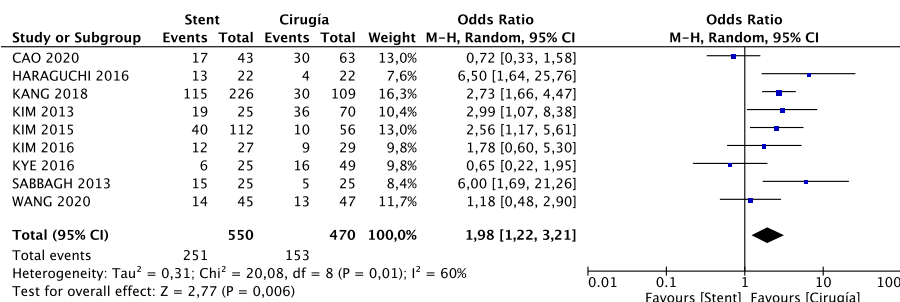 Stent Cirugía Odds Ratio Odds Ratio
Study or Subgroup Events Total Events Total Weight M-H, Random, 95% CI M-H, Random, 95% CI
CAO 2020 17 43 30 63 13,0% 0,72 [0,33, 1,58]
HARAGUCHI 2016 13 22 4 22 7,6% 6,50 [1,64, 25,76]
KANG 2018 115 226 30 109 16,3% 2,73 [1,66, 4,47]
KIM 2013 19 25 36 70 10,4% 2,99 [1,07, 8,38]
KIM 2015 40 112 10 56 13,0% 2,56 [1,17, 5,61]
KIM 2016 12 27 9 29 9,8% 1,78 [0,60, 5,30]
KYE 2016 6 25 16 49 9,8% 0,65 [0,22, 1,95]
SABBAGH 2013 15 25 5 25 8,4% 6,00 [1,69, 21,26]
WANG 2020 14 45 13 47 11,7% 1,18 [0,48, 2,90]
Total (95% CI) 550 470 100,0% 1,98 [1,22, 3,21]
Total events 251 153
Heterogeneity: Tau² = 0,31; Chi² = 20,08, df = 8 (P = 0,01); I² = 60%
Test for overall effect: Z = 2,77 (P = 0,006)
0,01 0,1 1 10 100
Favours [Stent] Favours [Cirugía]